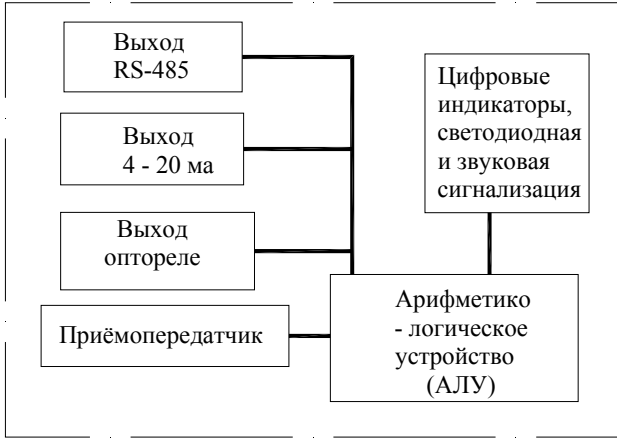 Выход
RS-485
Выход
4 - 20 ма
Выход
оптореле
Приёмопередатчик
Цифровые
индикаторы,
светодиодная
и звуковая
сигнализация
Арифметико
- логическое
устройство
(АЛУ)